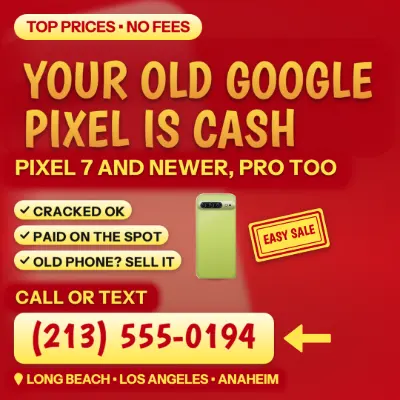 TOP PRICES • NO FEES
YOUR OLD GOOGLE
PIXEL IS CASH
PIXEL 7 AND NEWER, PRO TOO
CRACKED OK
PAID ON THE SPOT
OLD PHONE? SELL IT
EASY SALE
CALL OR TEXT
(213) 555-0194
LONG BEACH • LOS ANGELES • ANAHEIM